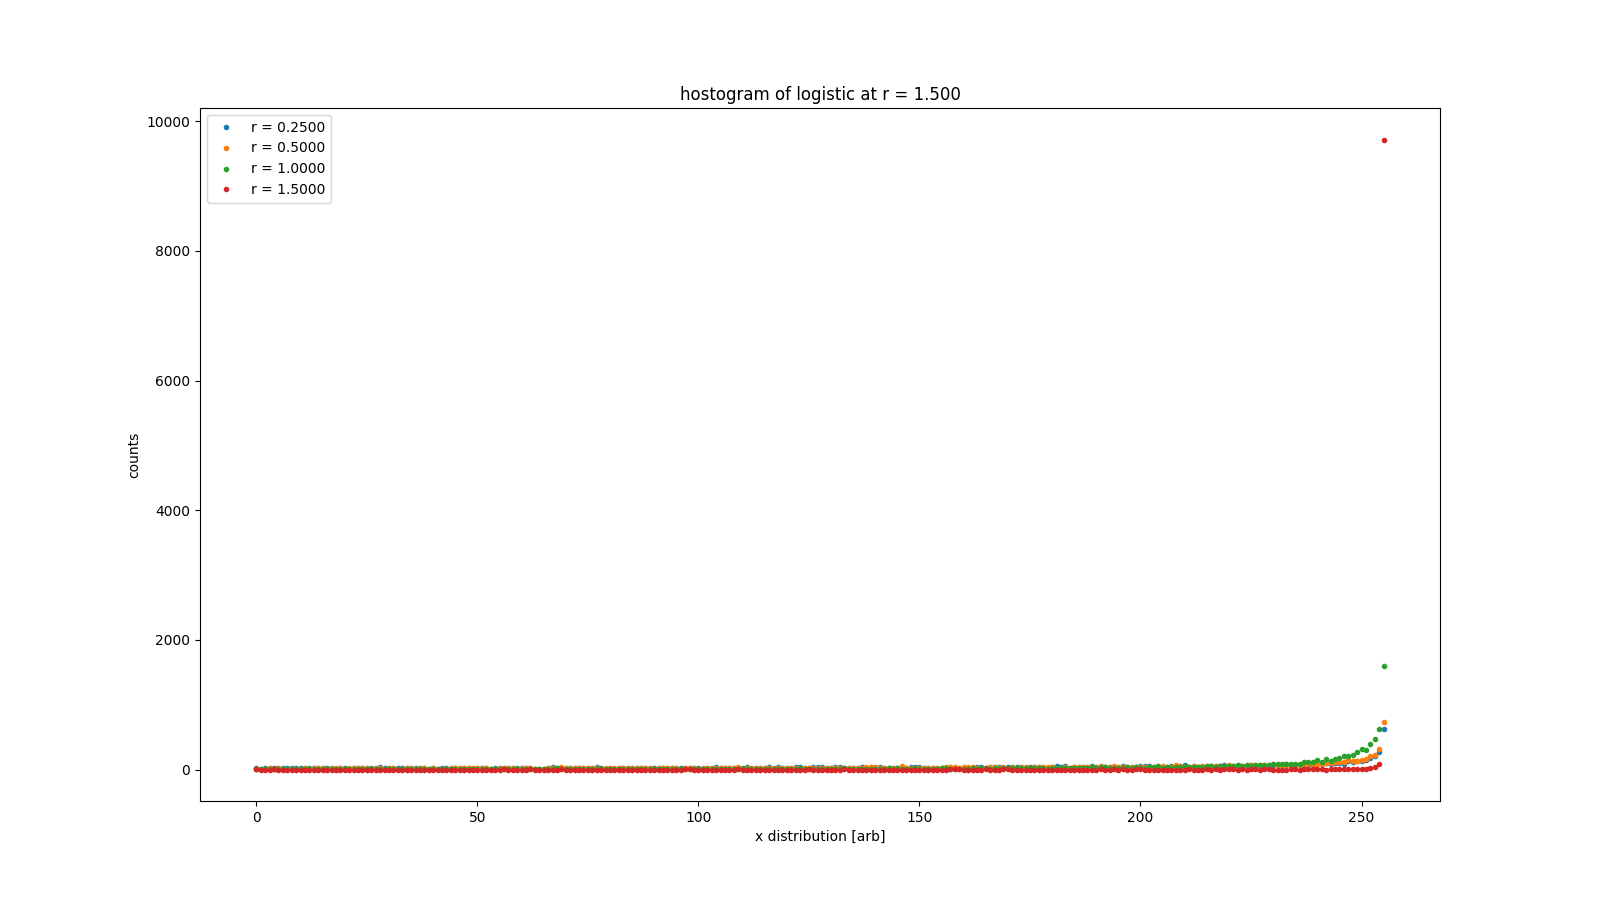 hostogram of logistic at r = 1.500
10000
8000
6000
4000
2000
0
counts
r = 0.2500
r = 0.5000
r = 1.0000
r = 1.5000
0 50 100 150 200 250
x distribution [arb]